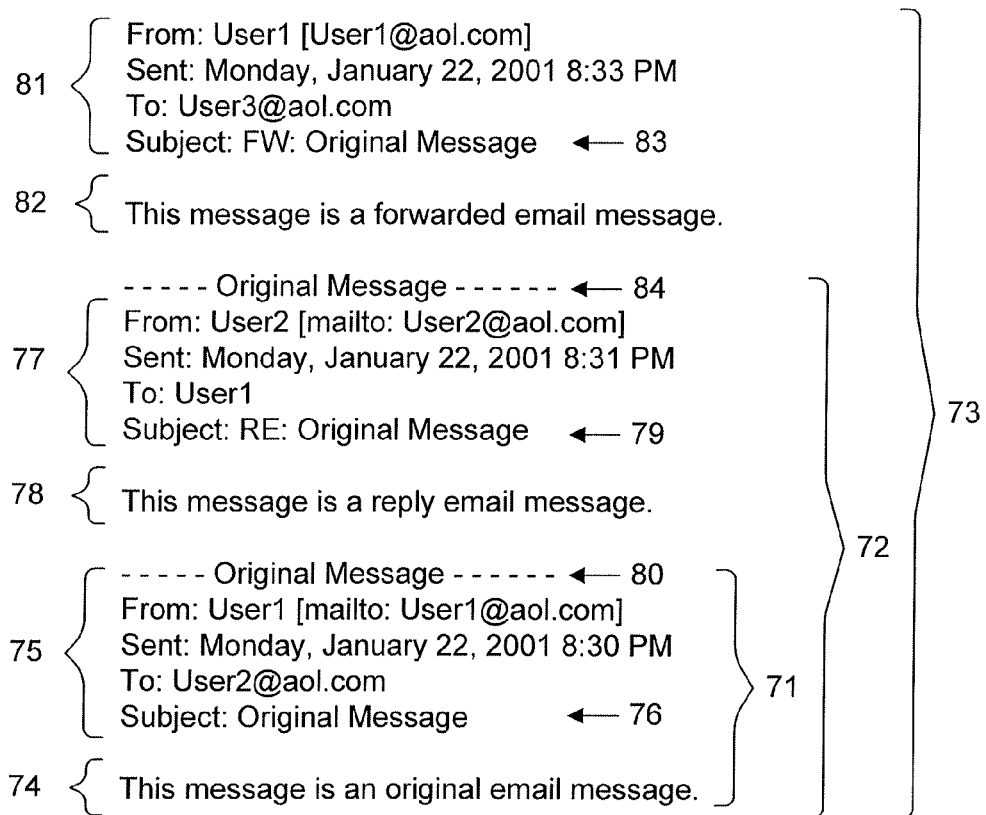 From: User1 [User1@aol.com]
81 Sent: Monday, January 22, 2001 8:33 PM
To: User3@aol.com
Subject: FW: Original Message 83
82 This message is a forwarded email message.
- - - - - Original Message - - - - - - 84
From: User2 [mailto: User2@aol.com]
77 Sent: Monday, January 22, 2001 8:31 PM
To: User1
73
Subject: RE: Original Message 79
78 This message is a reply email message.
72
- - - - - Original Message - - - - - - 80
From: User1 [mailto: User1@aol.com]
75 Sent: Monday, January 22, 2001 8:30 PM
To: User2@aol.com 71
Subject: Original Message 76
74 This message is an original email message.